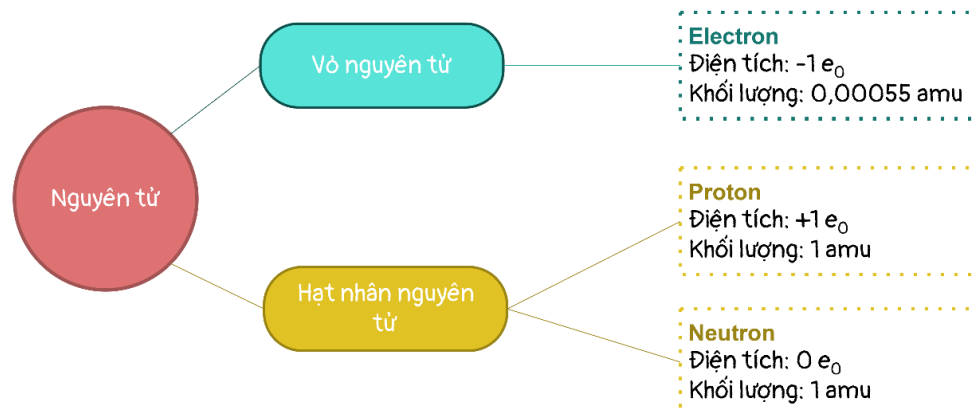 Nguyên tử
Vỏ nguyên tử
Hạt nhân nguyên
tử
Electron
Điện tích: -1 e₀
Khối lượng: 0,00055 amu
Proton
Điện tích: +1 e₀
Khối lượng: 1 amu
Neutron
Điện tích: 0 e₀
Khối lượng: 1 amu